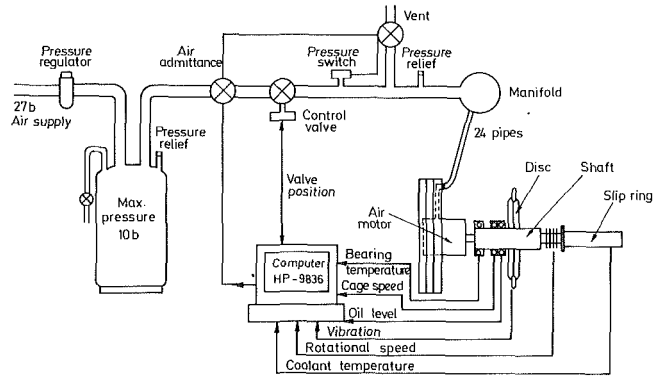 Vent
Pressure
regulator
Air
admittance
Pressure
switch
Pressure
relief
27b
Air supply
Manifold
Control
valve
24 pipes
Pressure
relief
Valve
position
Disc
Shaft
Slip ring
Max.
pressure
10b
Air
motor
Computer
HP-9836
Bearing
temperature
Cage speed
Oil level
Vibration
Rotational speed
Coolant temperature